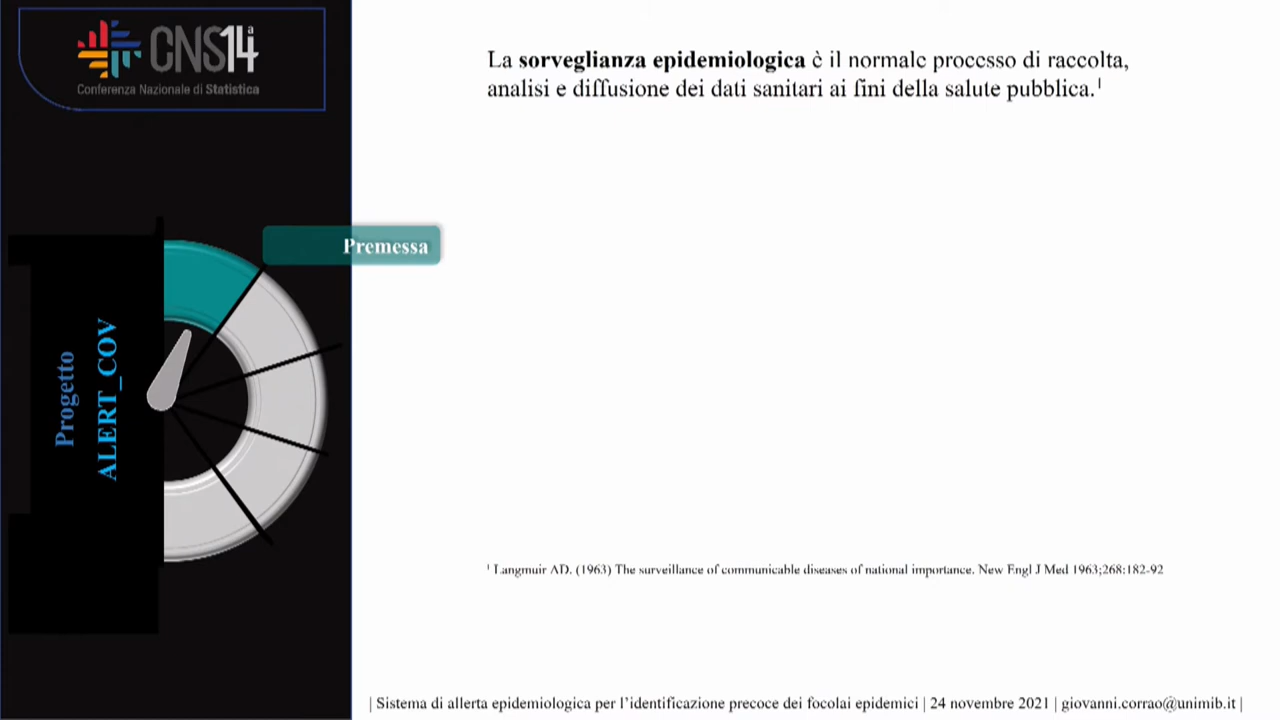 CNS14ª
Conferenza Nazionale di Statistica
La sorveglianza epidemiologica è il normale processo di raccolta,
analisi e diffusione dei dati sanitari ai fini della salute pubblica.¹
Premessa
Progetto
ALERT_COV
¹ Langmuir AD. (1963) The surveillance of communicable diseases of national importance. New Engl J Med 1963;268:182-92
| Sistema di allerta epidemiologica per l'identificazione precoce dei focolai epidemici | 24 novembre 2021 | giovanni.corrao@unimib.it |